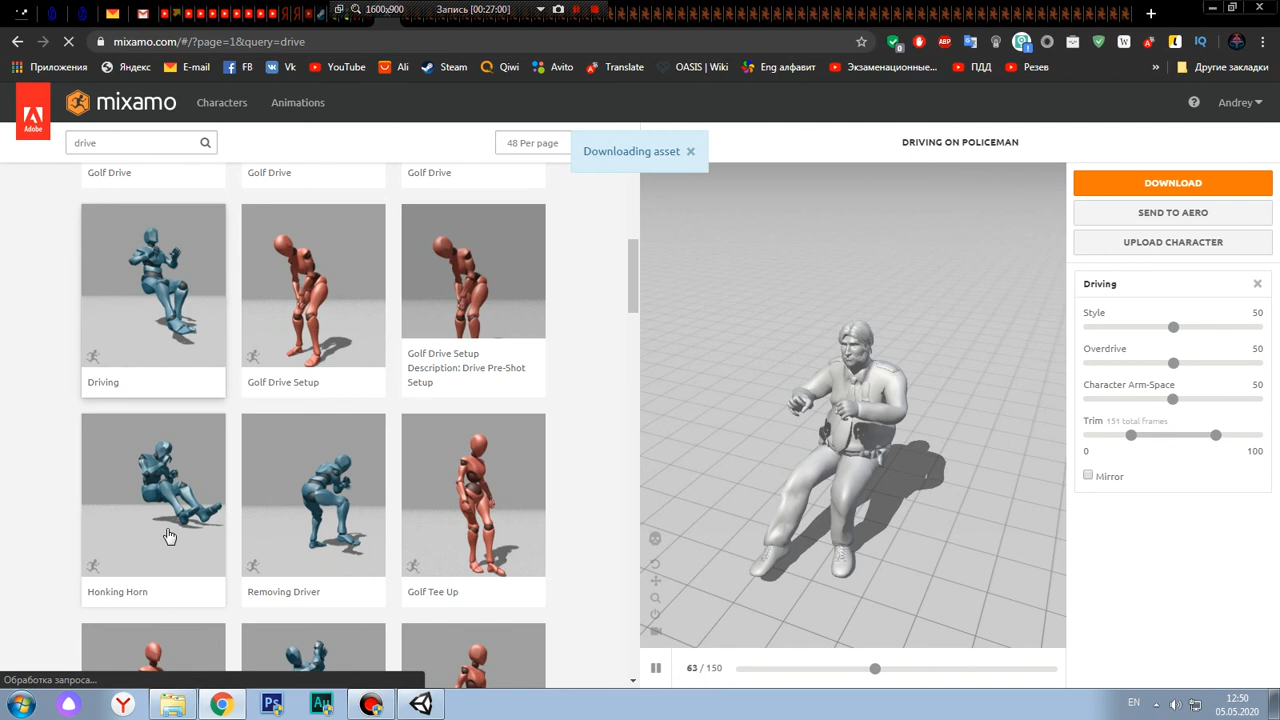 1600x900
Запись [00:27:00]
mixamo.com/#/?page=1&query=drive
Приложения
Яндекс
E-mail
FB
Vk
YouTube
Ali
Steam
Qiwi
Avito
Translate
OASIS | Wiki
Eng алфавит
Экзаменационные...
ПДД
Резев
»
Другие закладки
Adobe
mixamo
Characters
Animations
Andrey
drive
48 Per page
Downloading asset
DRIVING ON POLICEMAN
Golf Drive
Golf Drive
Golf Drive
Driving
Golf Drive Setup
Golf Drive Setup
Description: Drive Pre-Shot
Setup
Honking Horn
Removing Driver
Golf Tee Up
DOWNLOAD
SEND TO AERO
UPLOAD CHARACTER
Driving
Style 50
Overdrive 50
Character Arm-Space 50
Trim 151 total frames
0 100
Mirror
63 / 150
Обработка запроса...
EN
12:50
05.05.2020